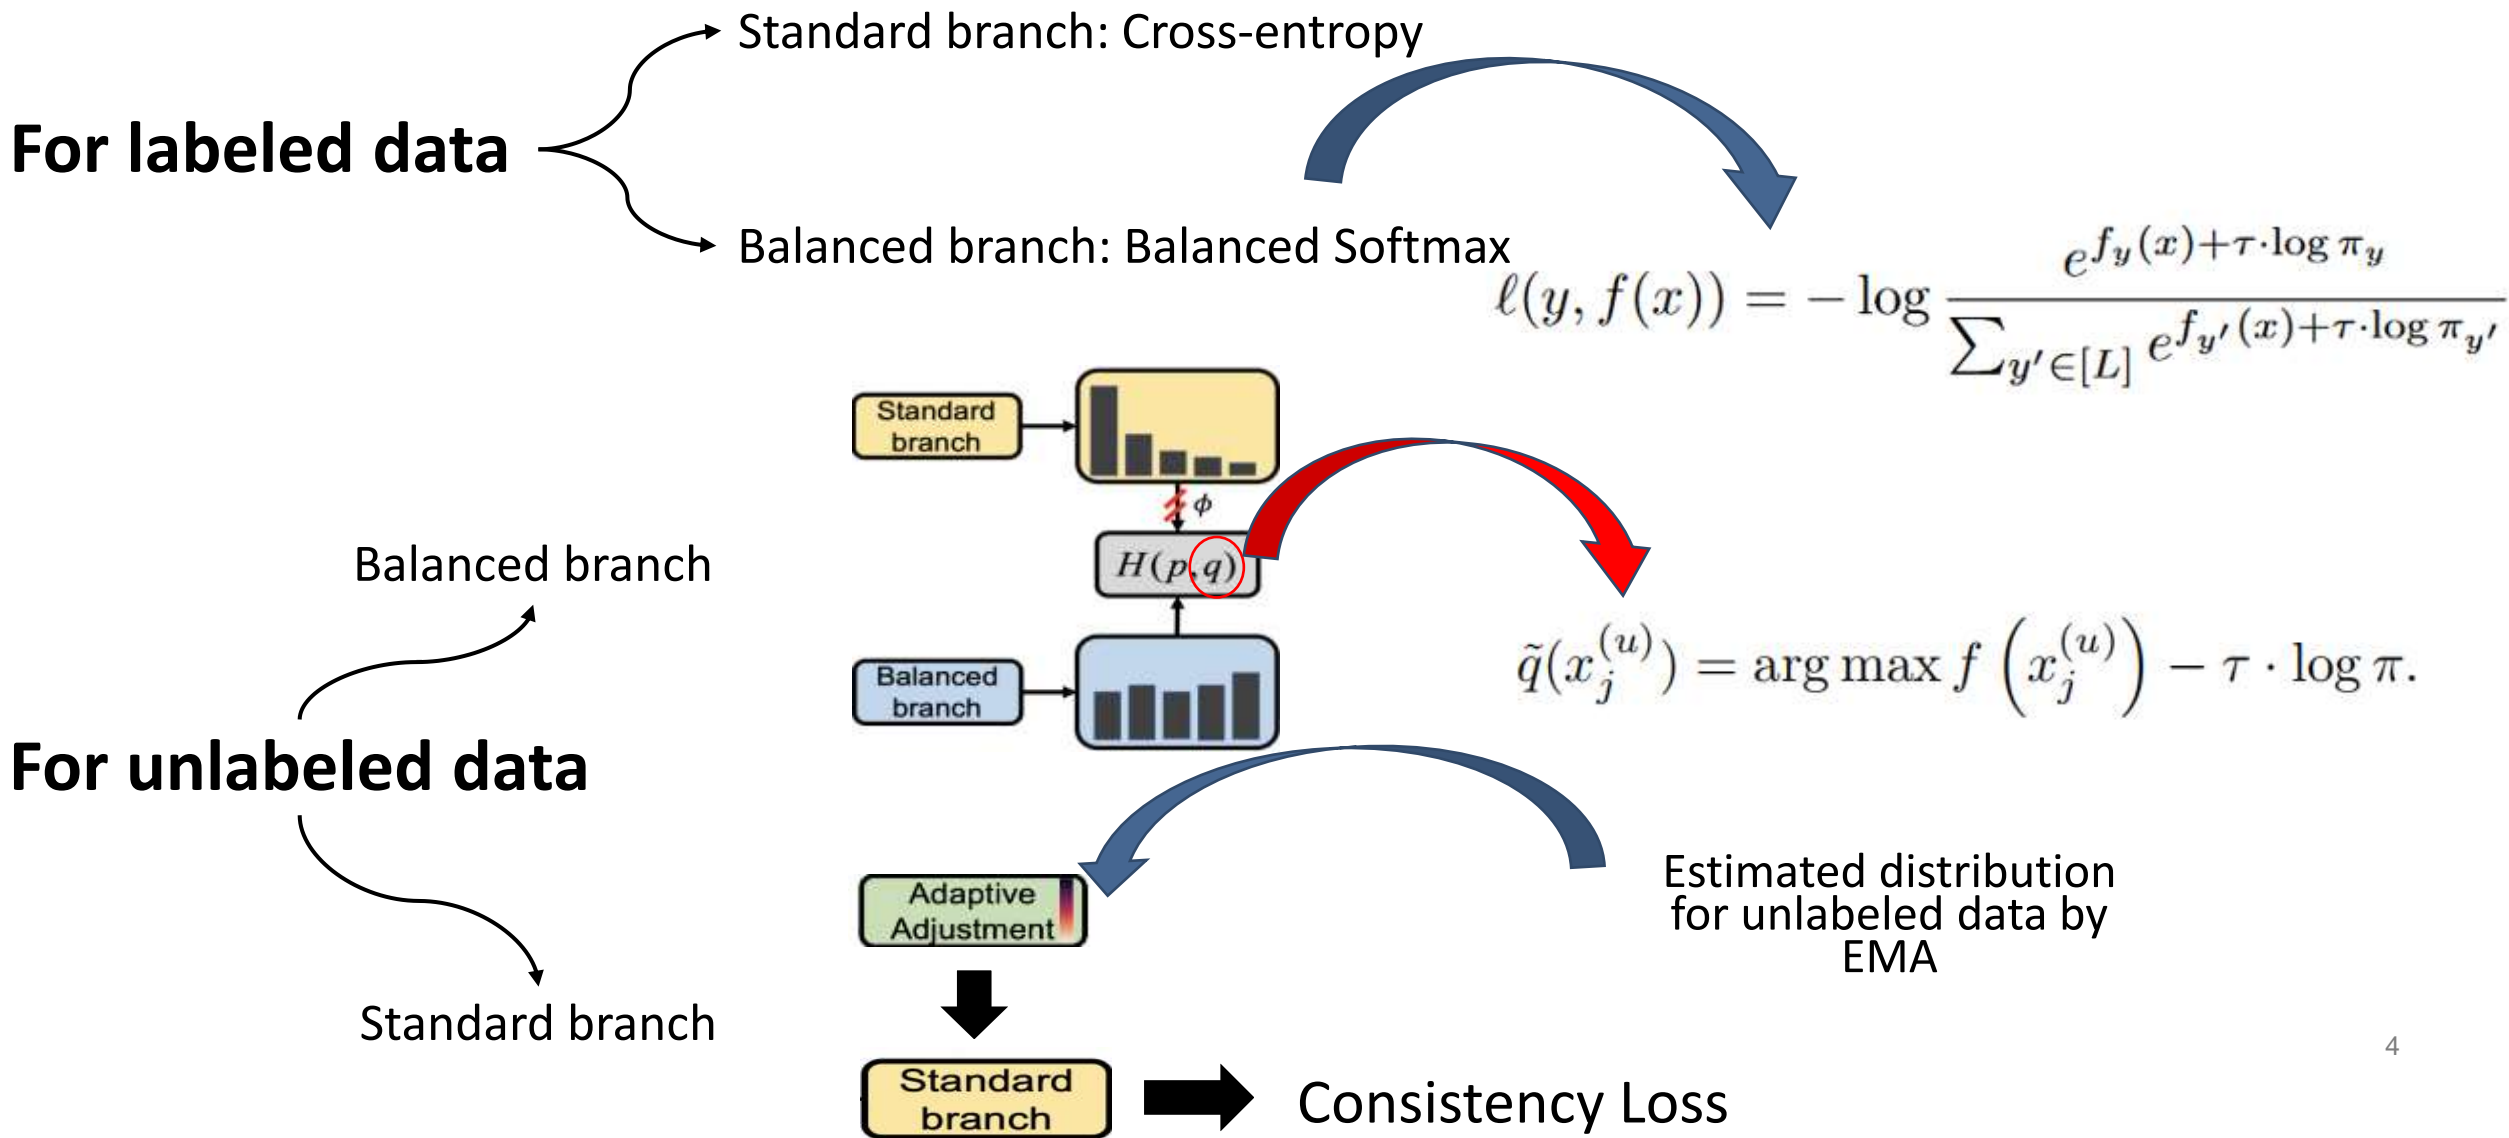 Standard branch: Cross-entropy
For labeled data
Balanced branch: Balanced Softmax
ℓ(y, f(x)) = − log \frac{e^{f_y(x)+τ·log π_y}}{\sum_{y'∈[L]} e^{f_{y'}(x)+τ·log π_{y'}}}
Standard
branch
ϕ
H(p,q)
Balanced branch
Balanced
branch
q̃(x_j^{(u)}) = arg max f (x_j^{(u)}) − τ · log π.
For unlabeled data
Adaptive
Adjustment
Estimated distribution
for unlabeled data by
EMA
Standard branch
4
Standard
branch
Consistency Loss